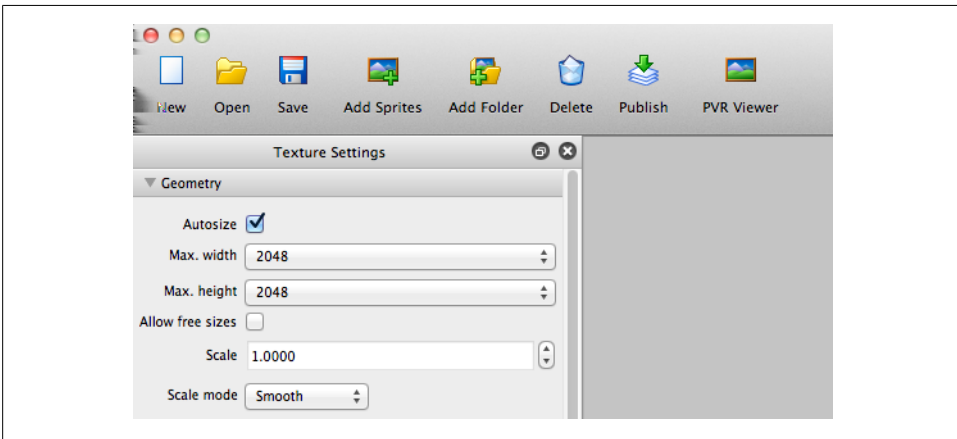 New Open Save Add Sprites Add Folder Delete Publish PVR Viewer
Texture Settings
Geometry
Autosize
Max. width 2048
Max. height 2048
Allow free sizes
Scale 1.0000
Scale mode Smooth